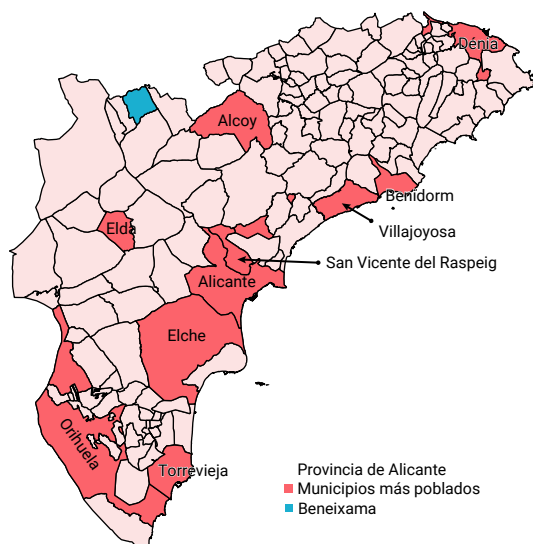 Dénia
Alcoy
Benidorm
Elda
Villajoyosa
San Vicente del Raspeig
Alicante
Elche
Orihuela
Torrevieja
Provincia de Alicante
Municipios más poblados
Beneixama